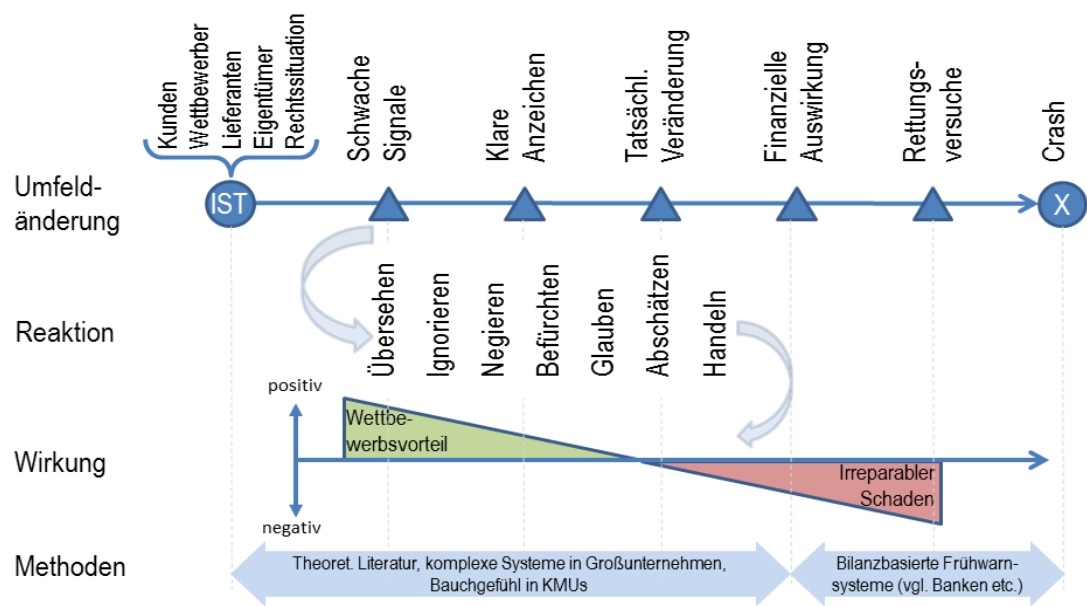 Kunden
Wettbewerber
Lieferanten
Eigentümer
Rechtssituation
Schwache
Signale
Klare
Anzeichen
Tatsächl.
Veränderung
Finanzielle
Auswirkung
Rettungs-
versuche
Crash
Umfeld-
änderung
IST
X
Reaktion
Übersehen
Ignorieren
Negieren
Befürchten
Glauben
Abschätzen
Handeln
positiv
Wettbe-
werbsvorteil
Wirkung
Irreparabler
Schaden
negativ
Methoden
Theoret. Literatur, komplexe Systeme in Großunternehmen,
Bauchgefühl in KMUs
Bilanzbasierte Frühwarn-
systeme (vgl. Banken etc.)